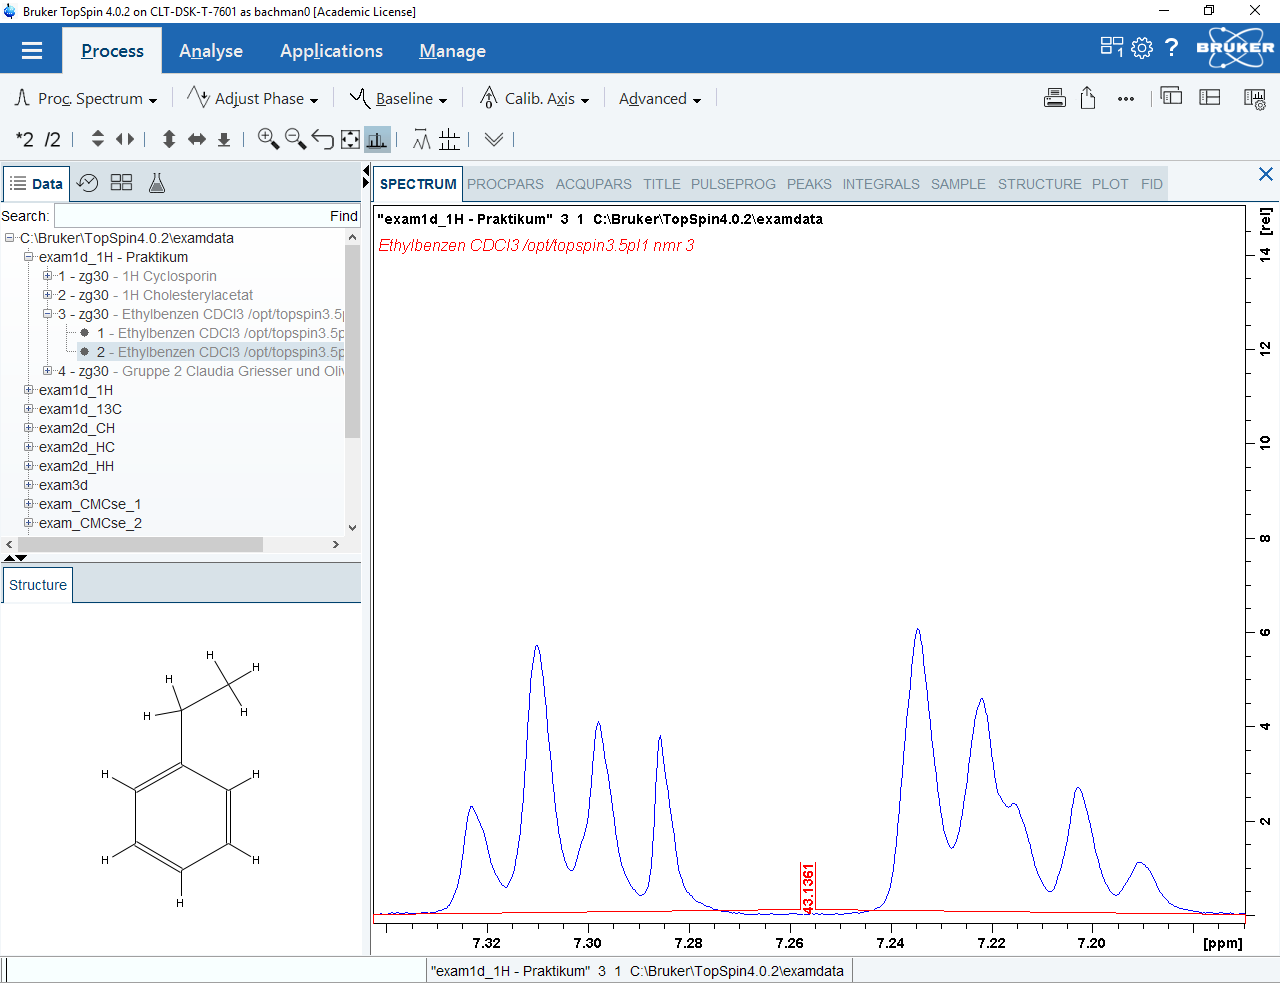 Bruker TopSpin 4.0.2 on CLT-DSK-T-7601 as bachman0 [Academic License]
Process Analyse Applications Manage
1 ? BRUKER
Proc. Spectrum Adjust Phase Baseline Calib. Axis Advanced
*2 /2
Data
Search: Find
C:\Bruker\TopSpin4.0.2\examdata
exam1d_1H - Praktikum
1 - zg30 - 1H Cyclosporin
2 - zg30 - 1H Cholesterylacetat
3 - zg30 - Ethylbenzen CDCl3 /opt/topspin3.5p
1 - Ethylbenzen CDCl3 /opt/topspin3.5p
2 - Ethylbenzen CDCl3 /opt/topspin3.5p
4 - zg30 - Gruppe 2 Claudia Griesser und Oliv
exam1d_1H
exam1d_13C
exam2d_CH
exam2d_HC
exam2d_HH
exam3d
exam_CMCse_1
exam_CMCse_2
Structure
H
H
H
H
H
H
H
H
H
H
SPECTRUM PROCPARS ACQUPARS TITLE PULSEPROG PEAKS INTEGRALS SAMPLE STRUCTURE PLOT FID
"exam1d_1H - Praktikum" 3 1 C:\Bruker\TopSpin4.0.2\examdata
Ethylbenzen CDCl3 /opt/topspin3.5pl1 nmr 3
[rel]
14
12
10
8
6
4
2
43.1361
7.32 7.30 7.28 7.26 7.24 7.22 7.20 [ppm]
"exam1d_1H - Praktikum" 3 1 C:\Bruker\TopSpin4.0.2\examdata